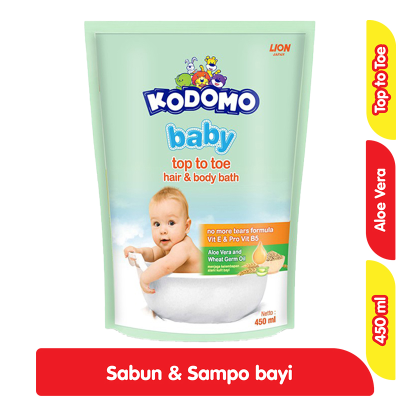 LION
KODOMO
baby
top to toe
hair & body bath
no more tears formula
Vit E & Pro Vit B5
Aloe Vera and
Wheat Germ Oil
Netto :
450 ml
Top to Toe
Aloe Vera
450 ml
Sabun & Sampo bayi